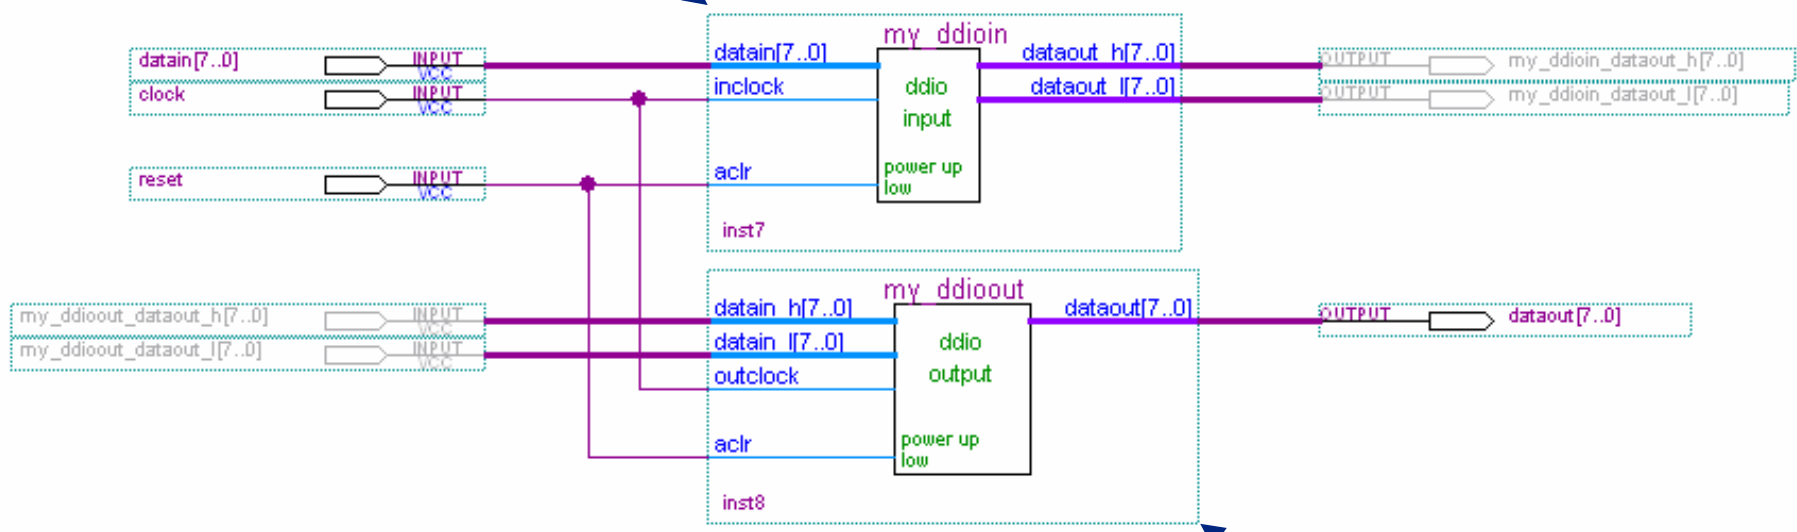 my_ddioin
datain[7..0] INPUT VCC datain[7..0] dataout_h[7..0] OUTPUT my_ddioin_dataout_h[7..0]
clock INPUT VCC inclock ddio dataout_l[7..0] OUTPUT my_ddioin_dataout_l[7..0]
input
reset INPUT VCC aclr power up
low
inst7
my_ddioout
my_ddioout_dataout_h[7..0] INPUT VCC datain_h[7..0] dataout[7..0] OUTPUT dataout[7..0]
my_ddioout_dataout_l[7..0] INPUT VCC datain_l[7..0] ddio
outclock output
aclr power up
low
inst8